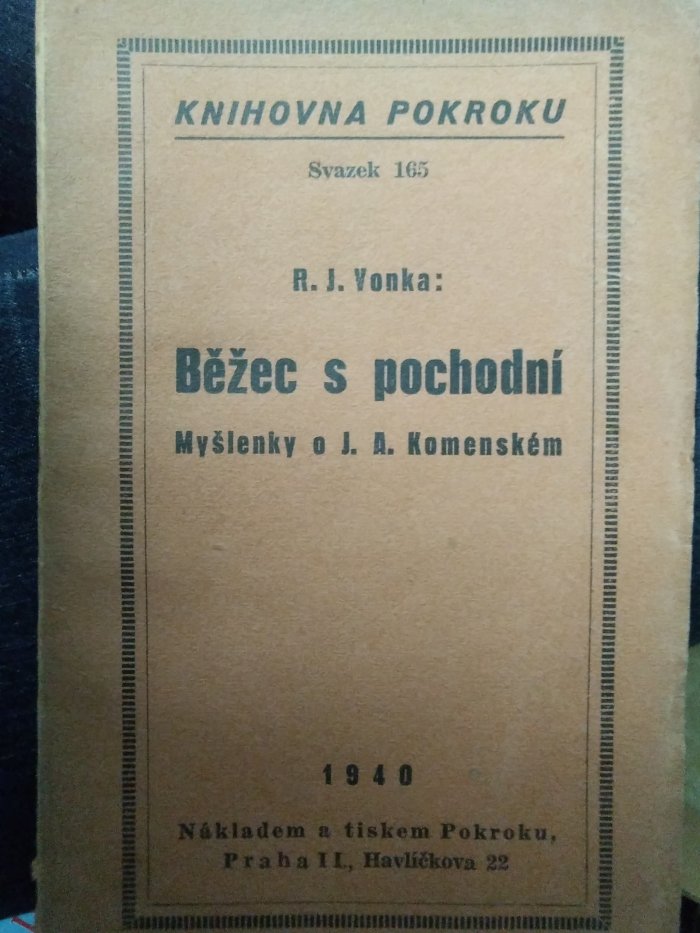 KNIHOVNA POKROKU
Svazek 165
R. J. Vonka:
Běžec s pochodní
Myšlenky o J. A. Komenském
1940
Nákladem a tiskem Pokroku,
Praha II., Havlíčkova 22